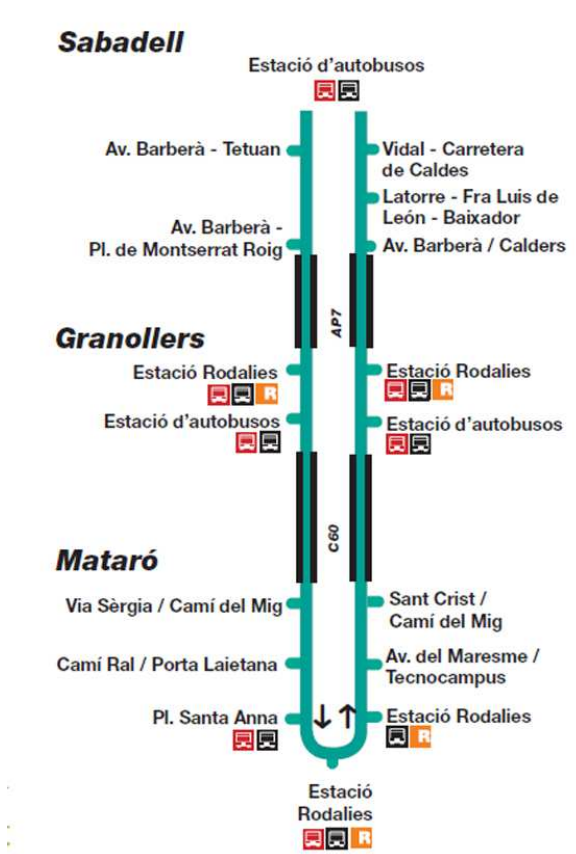 Sabadell
Estació d'autobusos
Av. Barberà - Tetuan
Vidal - Carretera
de Caldes
Latorre - Fra Luis de
León - Baixador
Av. Barberà -
Pl. de Montserrat Roig
Av. Barberà / Calders
AP7
Granollers
Estació Rodalies
R
Estació Rodalies
R
Estació d'autobusos
Estació d'autobusos
C60
Mataró
Via Sèrgia / Camí del Mig
Sant Crist /
Camí del Mig
Camí Ral / Porta Laietana
Av. del Maresme /
Tecnocampus
Pl. Santa Anna
Estació Rodalies
R
Estació
Rodalies
R